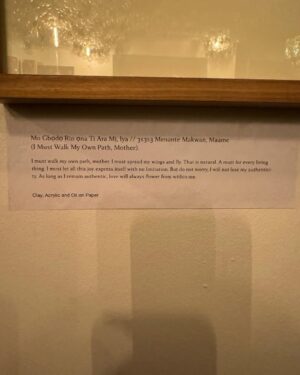 Mo Gbodo Rin ona Ti Ara Mi, Iya // Menante Makwan, Maame
(I Must Walk My Own Path, Mother)
I must walk my own path, mother. I must spread my wings and fly. That is natural. A must for every living
thing. I must let all this joy express itself with no limitation. But do not worry, I will not lose my authentici-
ty. As long as I remain authentic, love will always flower from within me.
Clay, Acrylic and Oil on Paper